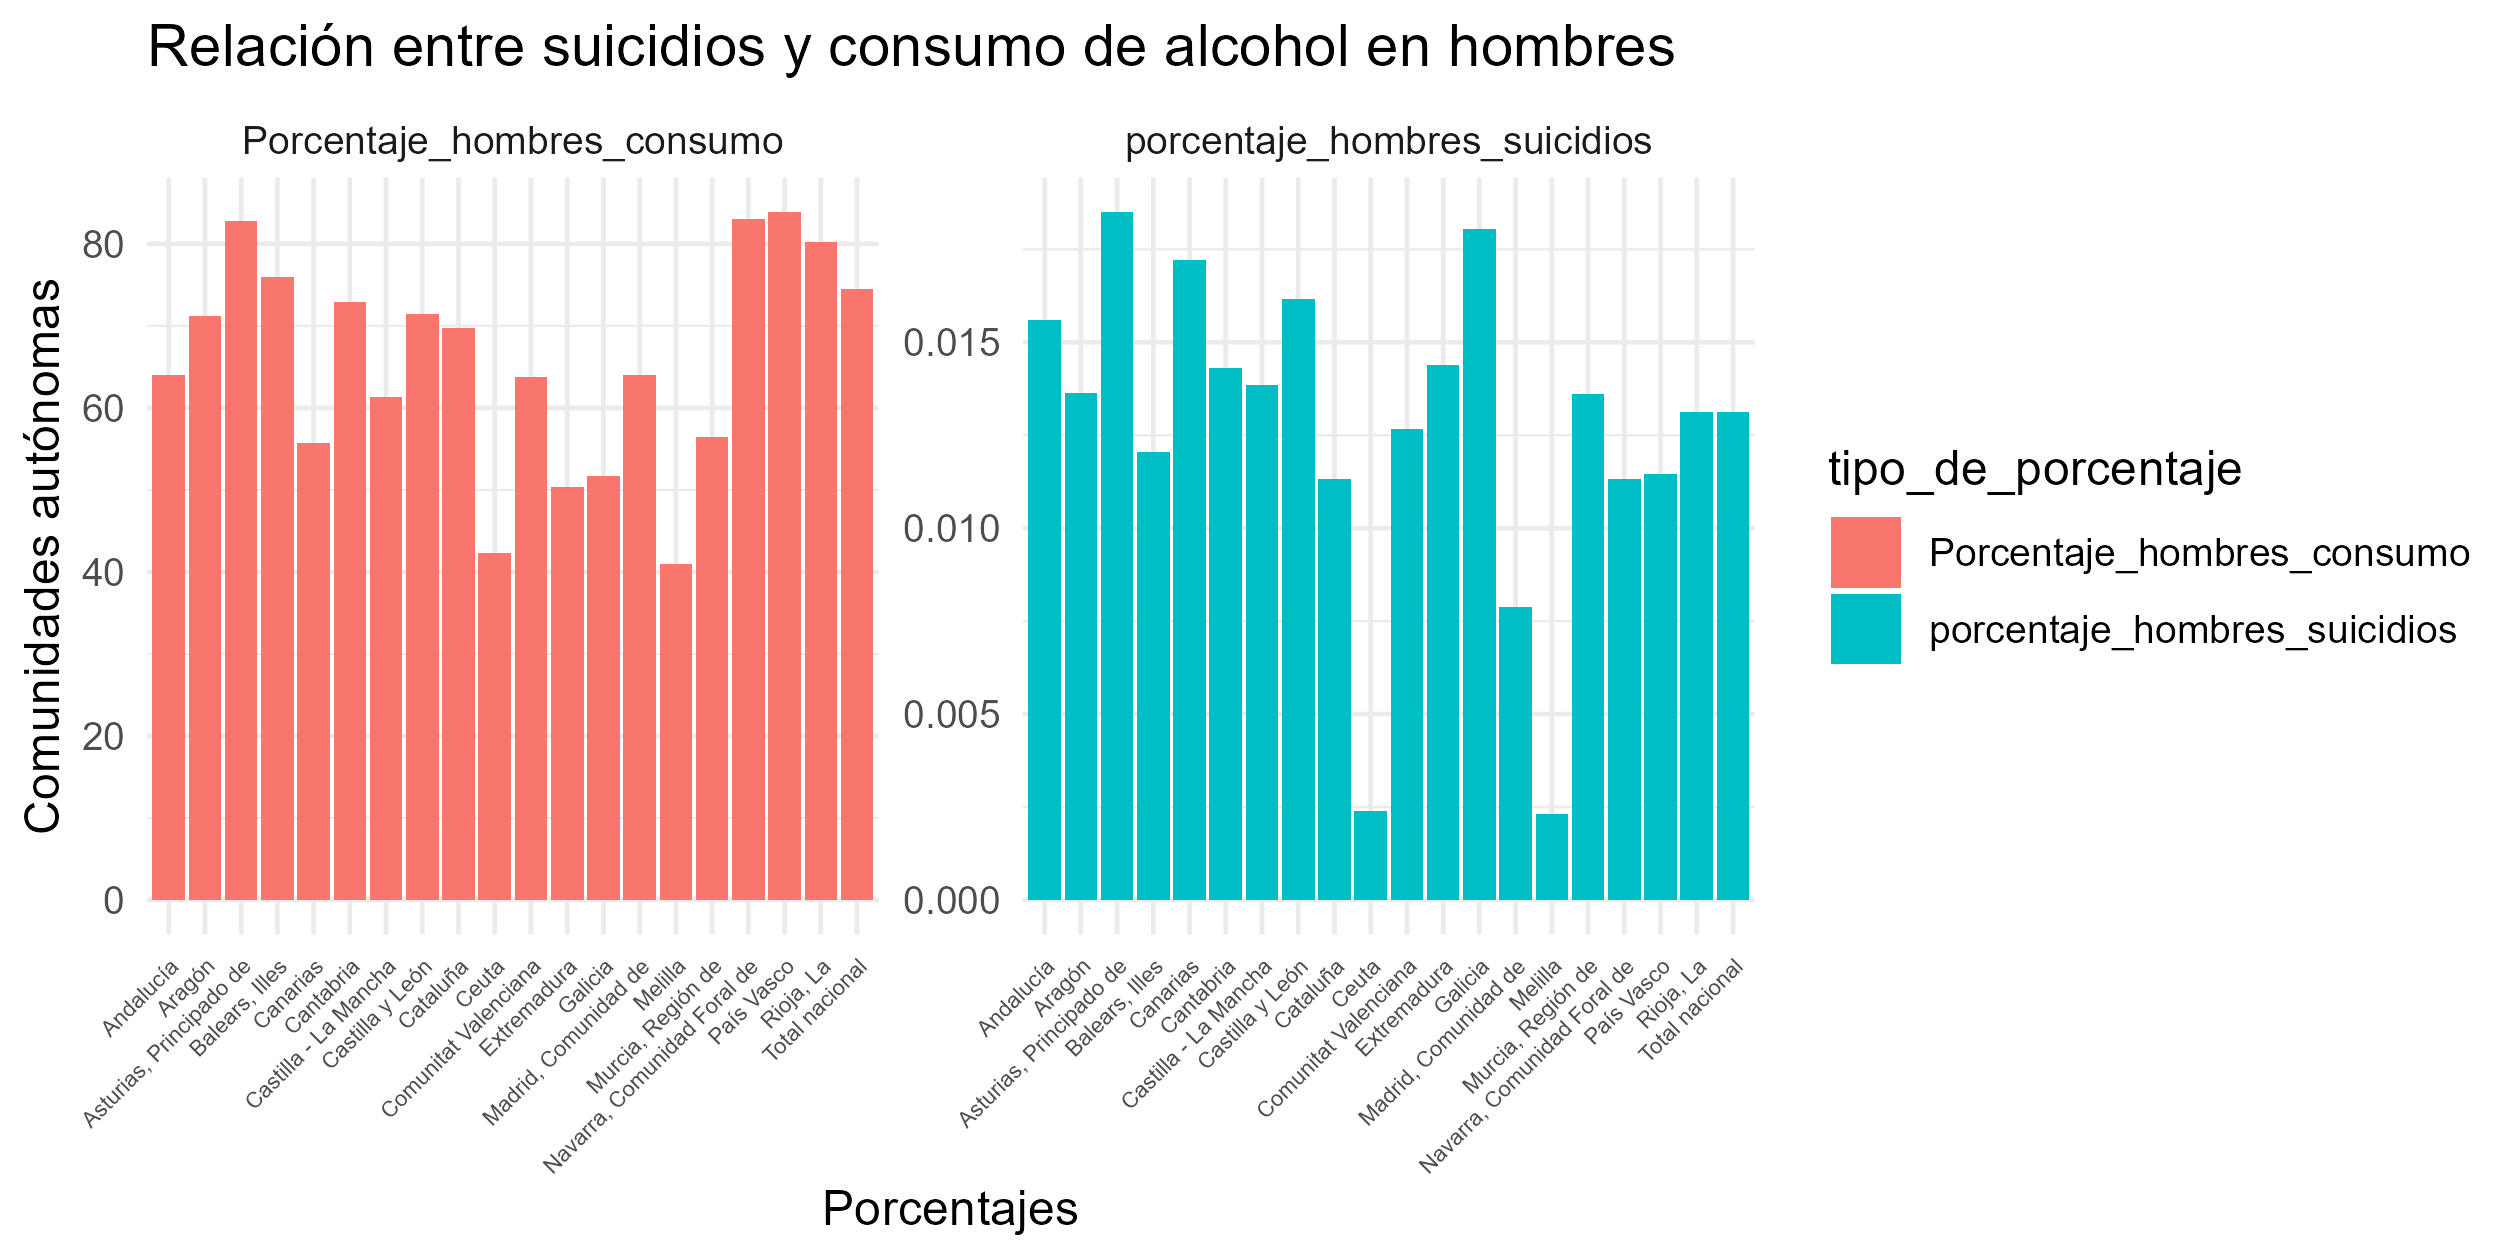 Relación entre suicidios y consumo de alcohol en hombres
Porcentaje_hombres_consumo
porcentaje_hombres_suicidios
Comunidades autónomas
80
60
40
20
0
0.015
0.010
0.005
0.000
Andalucía
Aragón
Asturias, Principado de
Balears, Illes
Canarias
Cantabria
Castilla - La Mancha
Castilla y León
Cataluña
Ceuta
Comunitat Valenciana
Extremadura
Galicia
Madrid, Comunidad de
Melilla
Murcia, Región de
Navarra, Comunidad Foral de
País Vasco
Rioja, La
Total nacional
Andalucía
Aragón
Asturias, Principado de
Balears, Illes
Canarias
Cantabria
Castilla - La Mancha
Castilla y León
Cataluña
Ceuta
Comunitat Valenciana
Extremadura
Galicia
Madrid, Comunidad de
Melilla
Murcia, Región de
Navarra, Comunidad Foral de
País Vasco
Rioja, La
Total nacional
Porcentajes
tipo_de_porcentaje
Porcentaje_hombres_consumo
porcentaje_hombres_suicidios